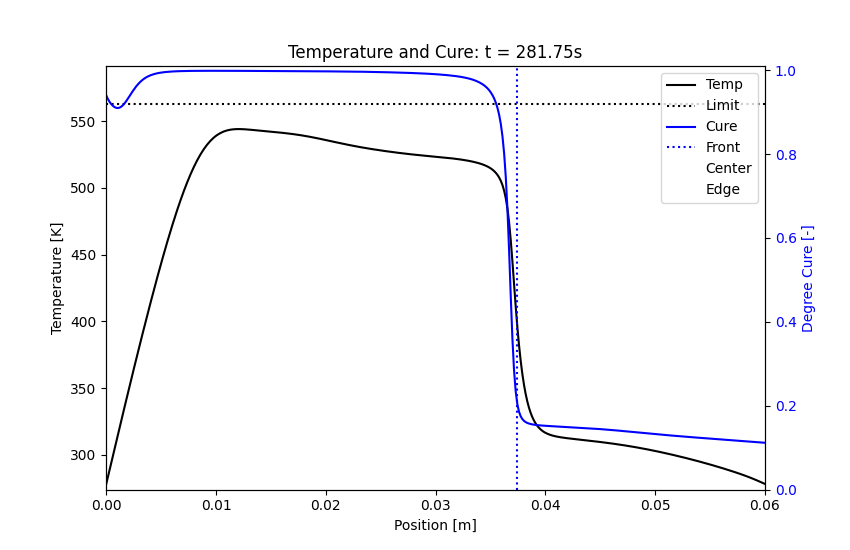 Temperature and Cure: t = 281.75s
Temp
Limit
Cure
Front
Center
Edge
550
500
450
400
350
300
Temperature [K]
1.0
0.8
0.6
0.4
0.2
0.0
Degree Cure [-]
0.00
0.01
0.02
0.03
0.04
0.05
0.06
Position [m]